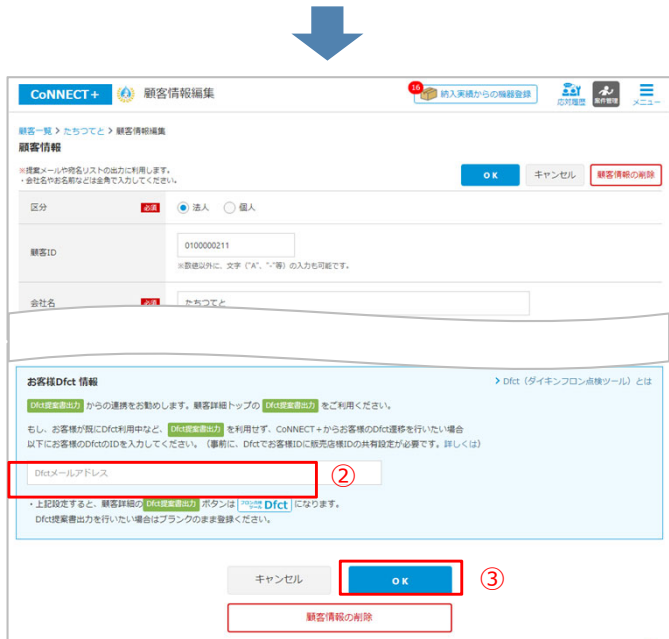 CoNNECT+ 顧客情報編集 16 納入実績からの機器登録 応対履歴 案件管理 メニュー
顧客一覧 > たちつてと > 顧客情報編集
顧客情報
※提案メールや宛名リストの出力に利用します。
・会社名やお名前などは全角で入力してください。
OK キャンセル 顧客情報の削除
区分 必須 法人 個人
顧客ID 0100000211
※数値以外に、文字（"A"、"-"等）の入力も可能です。
会社名 必須 たちつてと
お客様Dfct 情報 > Dfct（ダイキンフロン点検ツール）とは
Dfct提案書出力 からの連携をお勧めします。顧客詳細トップの Dfct提案書出力 をご利用ください。
もし、お客様が既にDfct利用中など、 Dfct提案書出力 を利用せず、CoNNECT+からお客様のDfct遷移を行いたい場合
以下にお客様のDfctのIDを入力してください。（事前に、Dfctでお客様IDに販売店様IDの共有設定が必要です。詳しくは）
Dfctメールアドレス ②
・上記設定すると、顧客詳細の Dfct提案書出力 ボタンは フロン点検ツール Dfct になります。
Dfct提案書出力を行いたい場合はブランクのまま登録ください。
キャンセル OK ③
顧客情報の削除